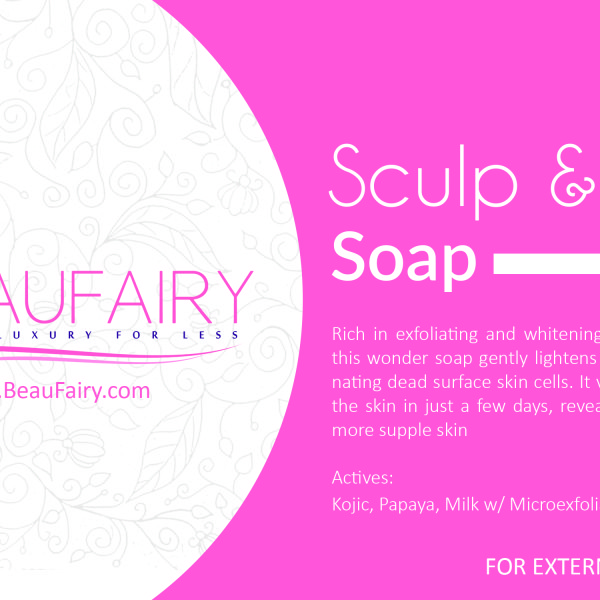 AUFAIRY
LUXURY FOR LESS
.BeauFairy.com
Sculp &
Soap
Rich in exfoliating and whitening
this wonder soap gently lightens
nating dead surface skin cells. It
the skin in just a few days, revea
more supple skin
Actives:
Kojic, Papaya, Milk w/ Microexfoli
FOR EXTERN